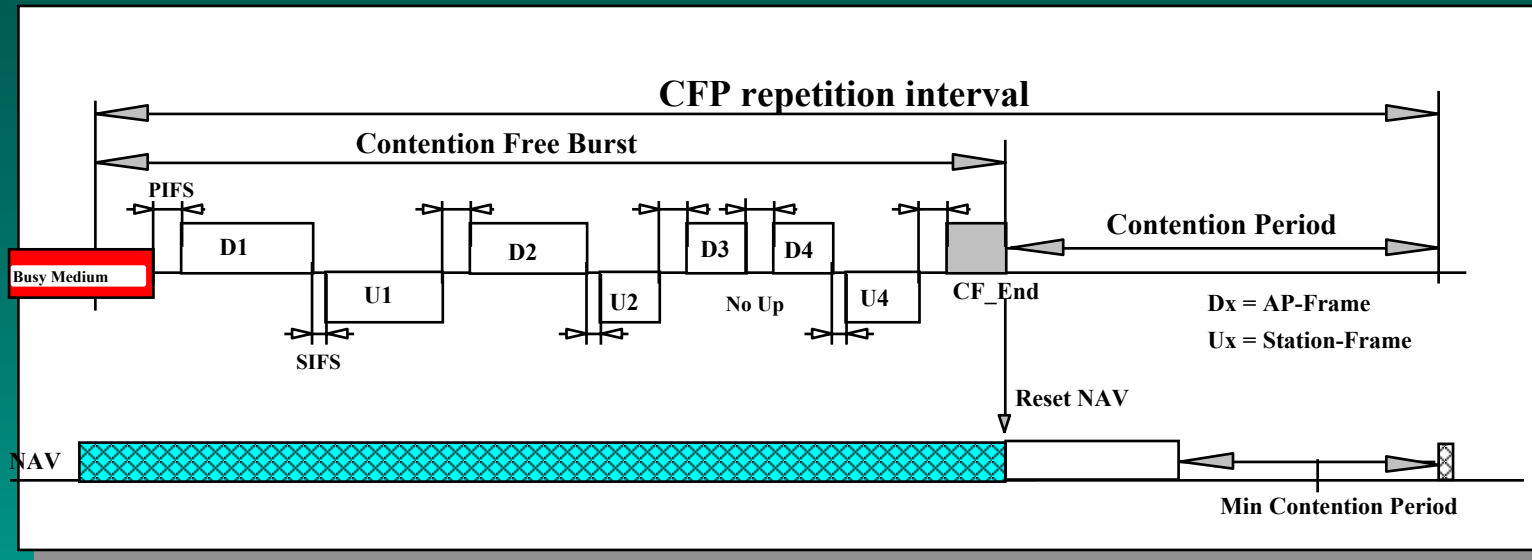 CFP repetition interval
Contention Free Burst
PIFS
Contention Period
D1
D2
D3
D4
Busy Medium
U1
U2
No Up
U4
CF_End
Dx = AP-Frame
Ux = Station-Frame
SIFS
Reset NAV
NAV
Min Contention Period